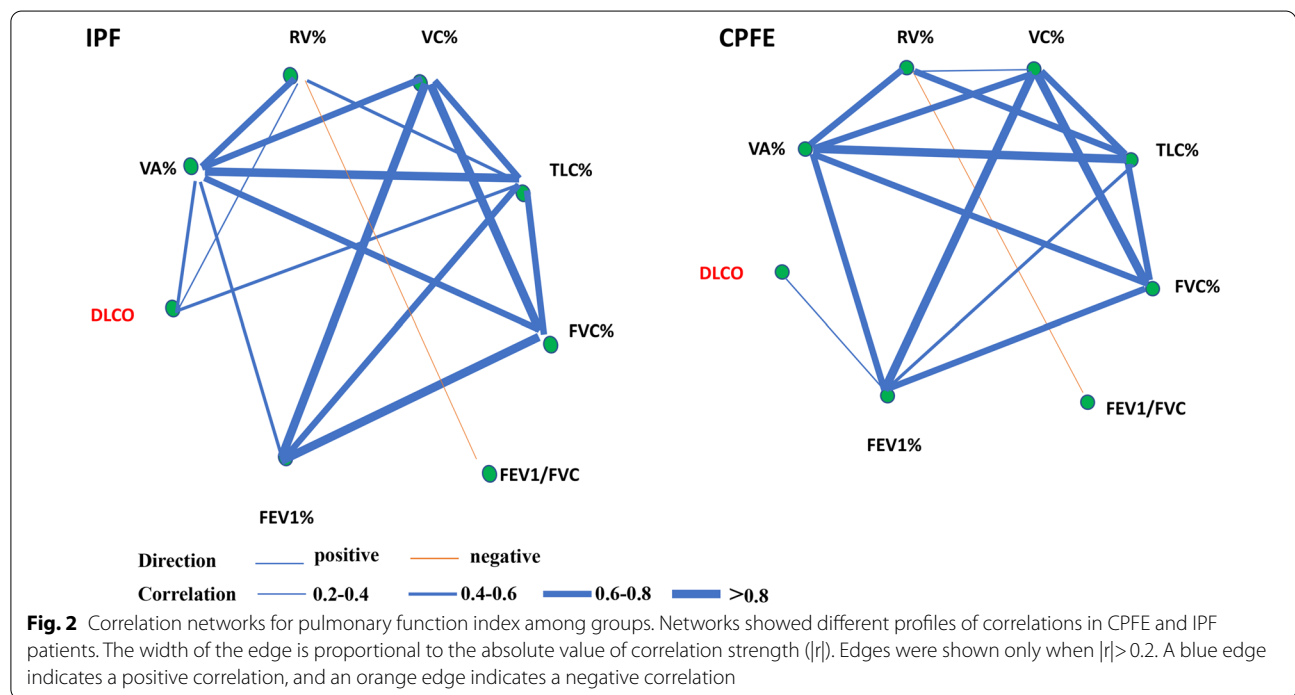 IPF
RV%
VC%
VA%
TLC%
DLCO
FVC%
FEV1/FVC
FEV1%
CPFE
RV%
VC%
VA%
TLC%
DLCO
FVC%
FEV1/FVC
FEV1%
Direction positive negative
Correlation 0.2-0.4 0.4-0.6 0.6-0.8 >0.8
Fig. 2 Correlation networks for pulmonary function index among groups. Networks showed different profiles of correlations in CPFE and IPF
patients. The width of the edge is proportional to the absolute value of correlation strength (|r|). Edges were shown only when |r| > 0.2. A blue edge
indicates a positive correlation, and an orange edge indicates a negative correlation